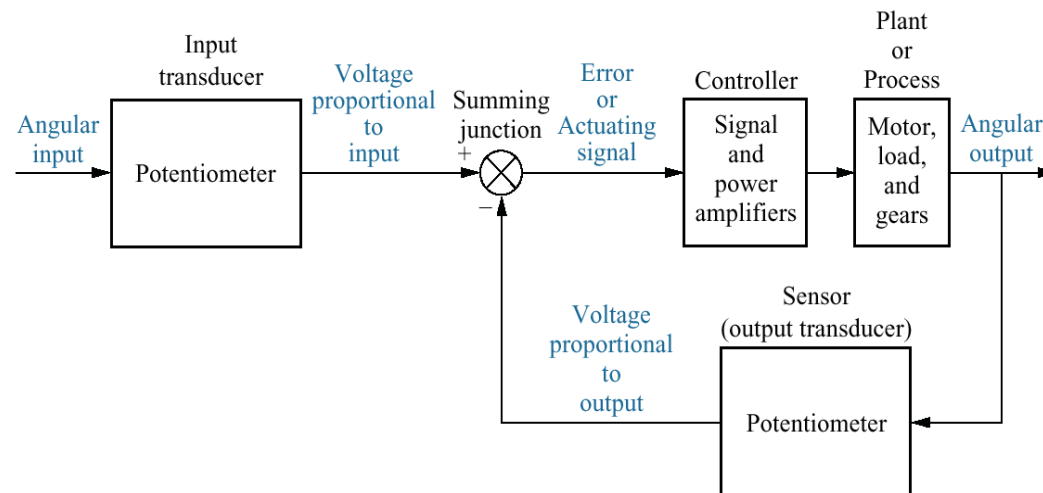 Input
transducer
Angular
input
Potentiometer
Voltage
proportional
to
input
Summing
junction
+
−
Error
or
Actuating
signal
Controller
Signal
and
power
amplifiers
Plant
or
Process
Motor,
load,
and
gears
Angular
output
Sensor
(output transducer)
Potentiometer
Voltage
proportional
to
output